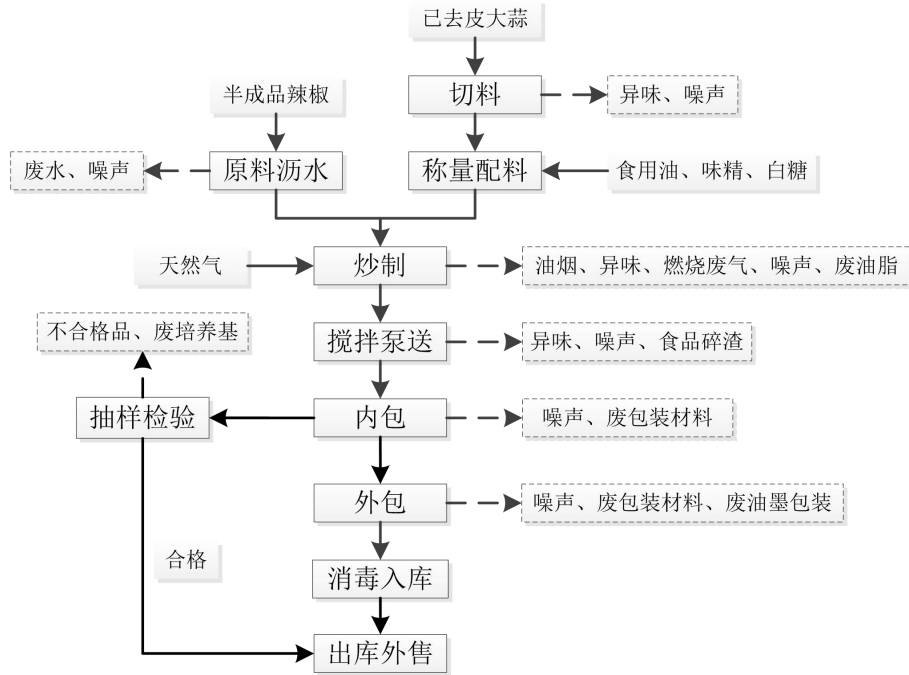 已去皮大蒜
半成品辣椒
切料
异味、噪声
废水、噪声
原料沥水
称量配料
食用油、味精、白糖
天然气
炒制
油烟、异味、燃烧废气、噪声、废油脂
不合格品、废培养基
搅拌泵送
异味、噪声、食品碎渣
抽样检验
内包
噪声、废包装材料
外包
噪声、废包装材料、废油墨包装
合格
消毒入库
出库外售